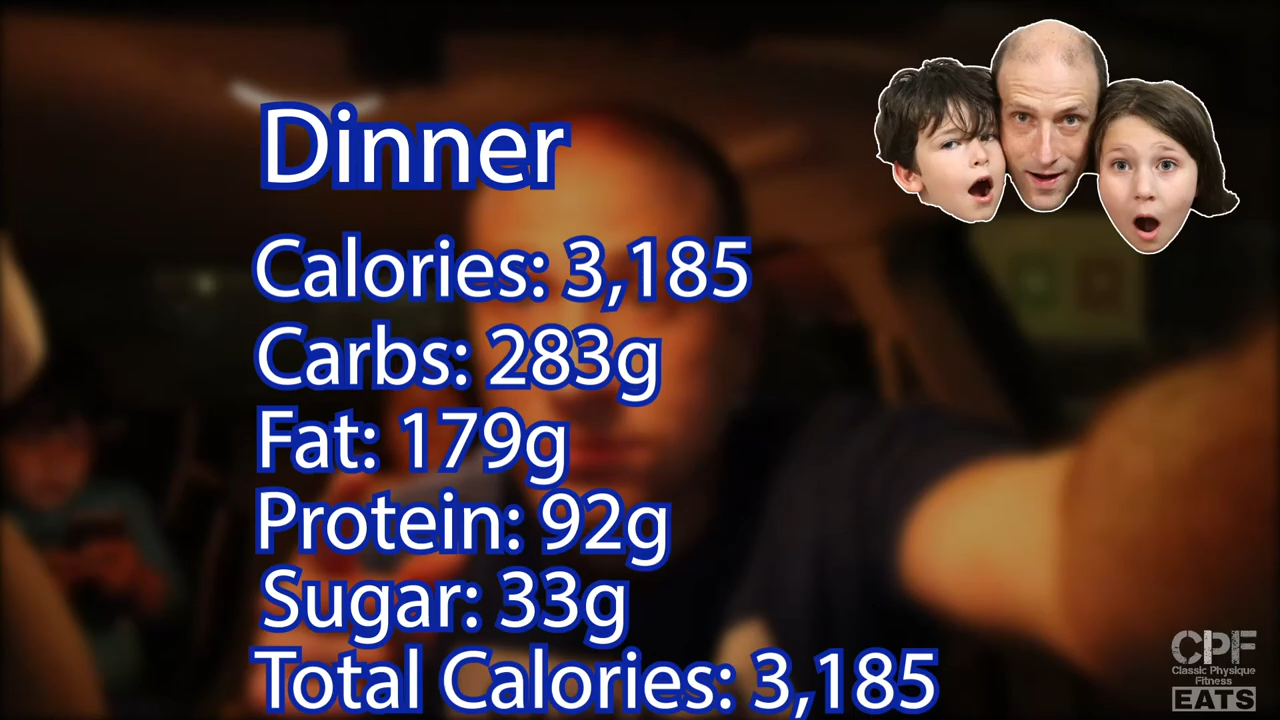 Dinner
Calories: 3,185
Carbs: 283g
Fat: 179g
Protein: 92g
Sugar: 33g
Total Calories: 3,185
CPF
Classic Physique
Fitness
EATS